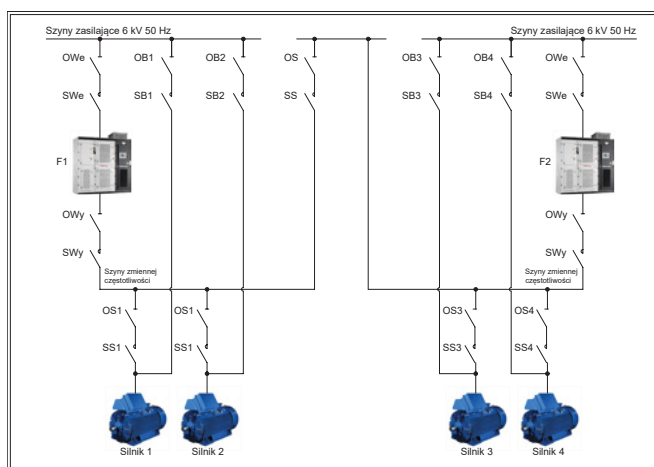 Szyny zasilające 6 kV 50 Hz
Szyny zasilające 6 kV 50 Hz
OWe
OB1
OB2
OS
OB3
OB4
OWe
SWe
SB1
SB2
SS
SB3
SB4
SWe
F1
F2
OWy
OWy
SWy
SWy
Szyny zmiennej
częstotliwości
Szyny zmiennej
częstotliwości
OS1
OS1
OS3
OS4
SS1
SS1
SS3
SS4
Silnik 1
Silnik 2
Silnik 3
Silnik 4